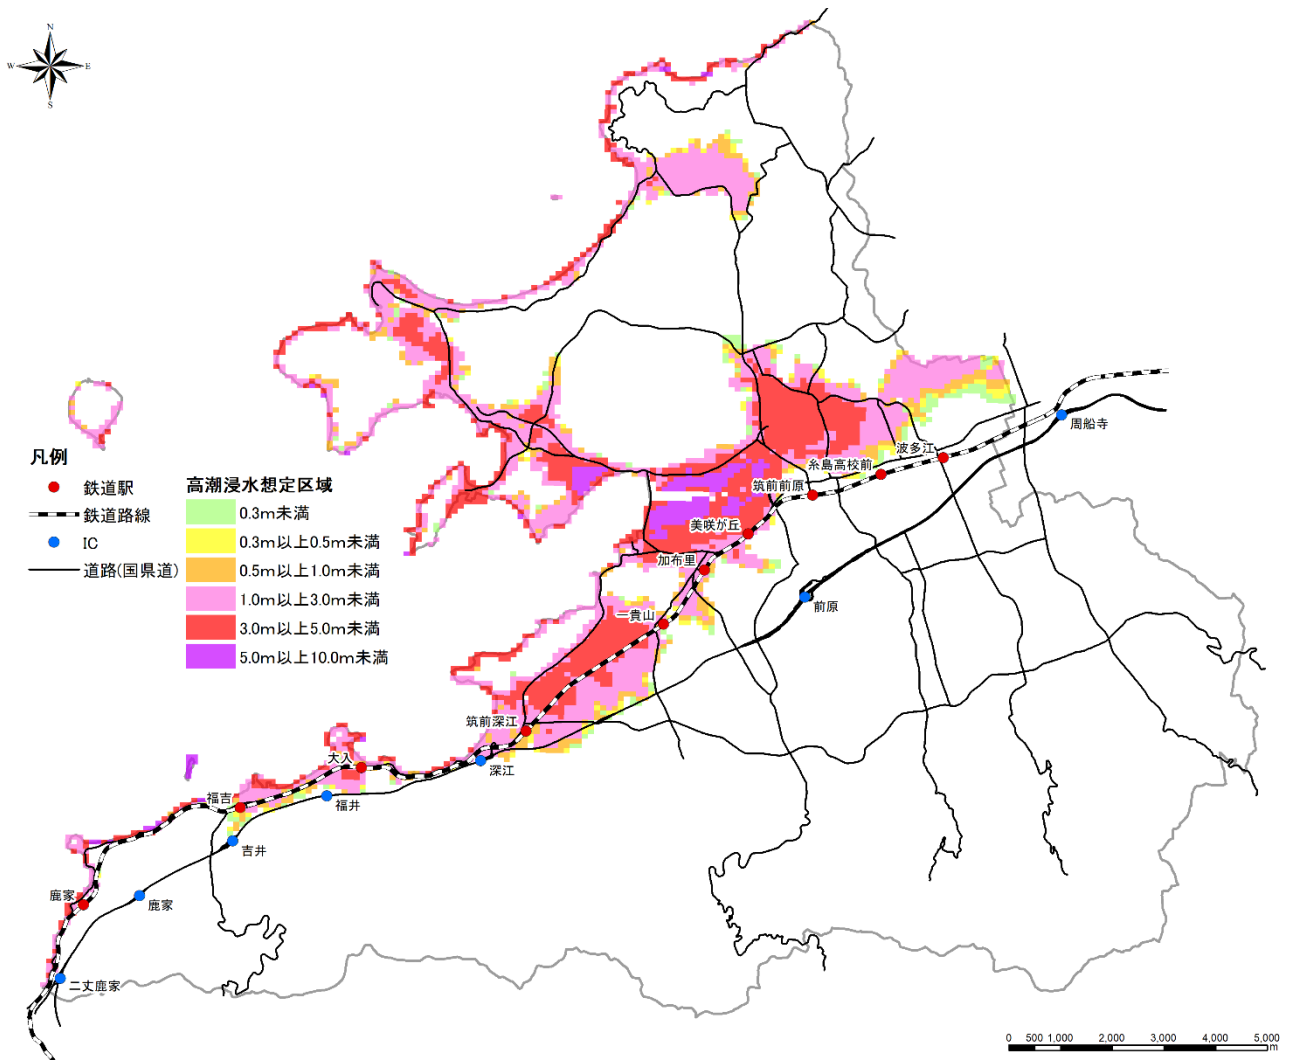 N
W
E
S
周船寺
波多江
糸島高校前
筑前前原
美咲が丘
加布里
前原
一貴山
筑前深江
深江
大入
福井
福吉
吉井
鹿家
鹿家
二丈鹿家
凡例
鉄道駅
鉄道路線
IC
道路(国県道)
高潮浸水想定区域
0.3m未満
0.3m以上0.5m未満
0.5m以上1.0m未満
1.0m以上3.0m未満
3.0m以上5.0m未満
5.0m以上10.0m未満
0 500 1,000 2,000 3,000 4,000 5,000
m